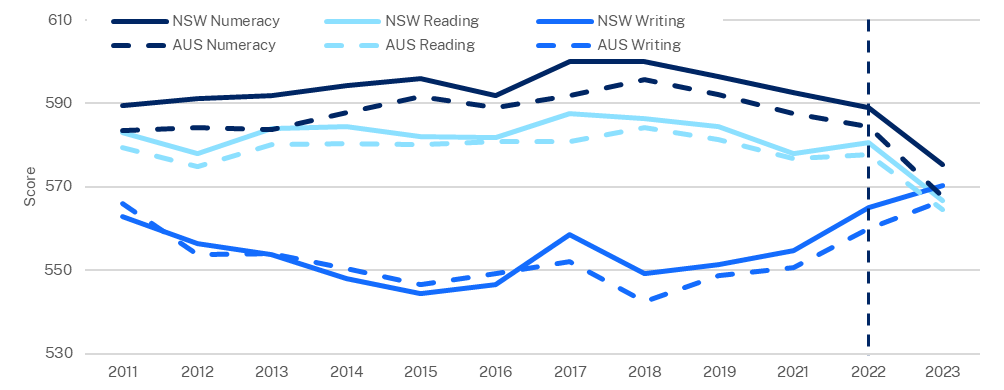 610
NSW Numeracy NSW Reading NSW Writing
AUS Numeracy AUS Reading AUS Writing
590
570
Score
550
530
2011 2012 2013 2014 2015 2016 2017 2018 2019 2020 2021 2022 2023